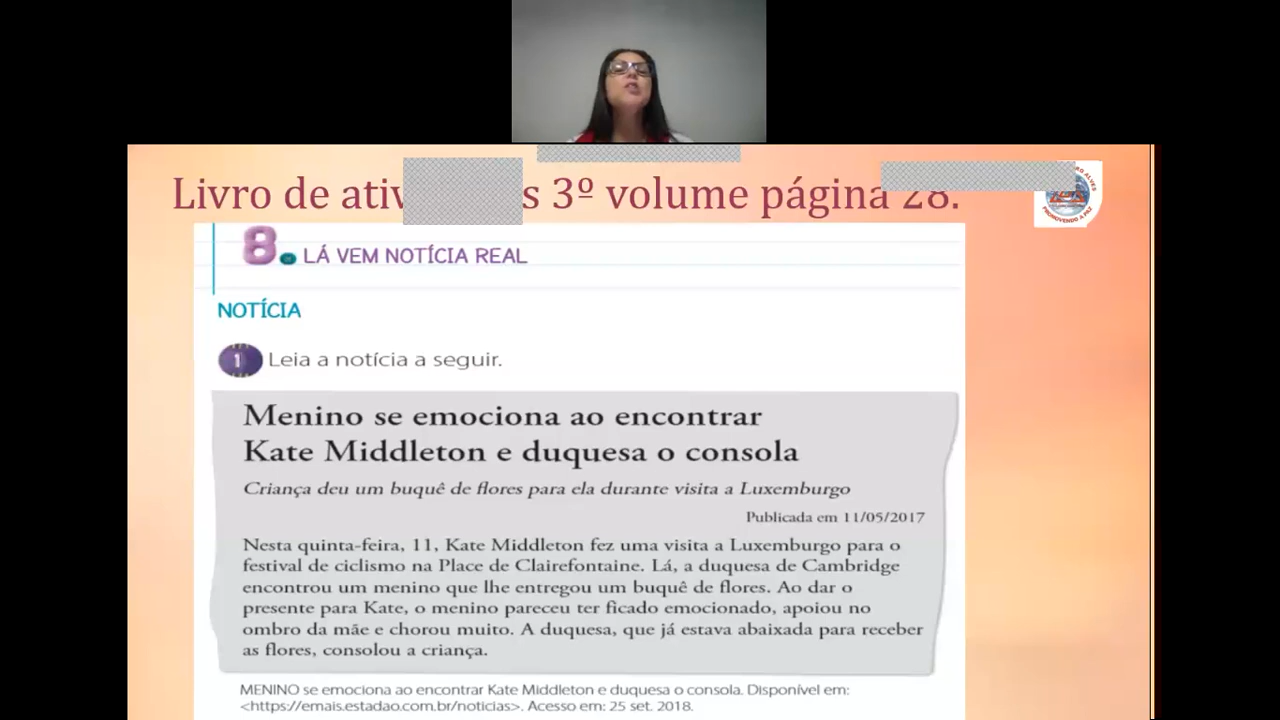 Livro de ativ s 3º volume página 28.
8. LÁ VEM NOTÍCIA REAL
NOTÍCIA
1 Leia a notícia a seguir.
Menino se emociona ao encontrar
Kate Middleton e duquesa o consola
Criança deu um buquê de flores para ela durante visita a Luxemburgo
Publicada em 11/05/2017
Nesta quinta-feira, 11, Kate Middleton fez uma visita a Luxemburgo para o
festival de ciclismo na Place de Clairefontaine. Lá, a duquesa de Cambridge
encontrou um menino que lhe entregou um buquê de flores. Ao dar o
presente para Kate, o menino pareceu ter ficado emocionado, apoiou no
ombro da mãe e chorou muito. A duquesa, que já estava abaixada para receber
as flores, consolou a criança.
MENINO se emociona ao encontrar Kate Middleton e duquesa o consola. Disponível em:
<https://emais.estadao.com.br/noticias>. Acesso em: 25 set. 2018.